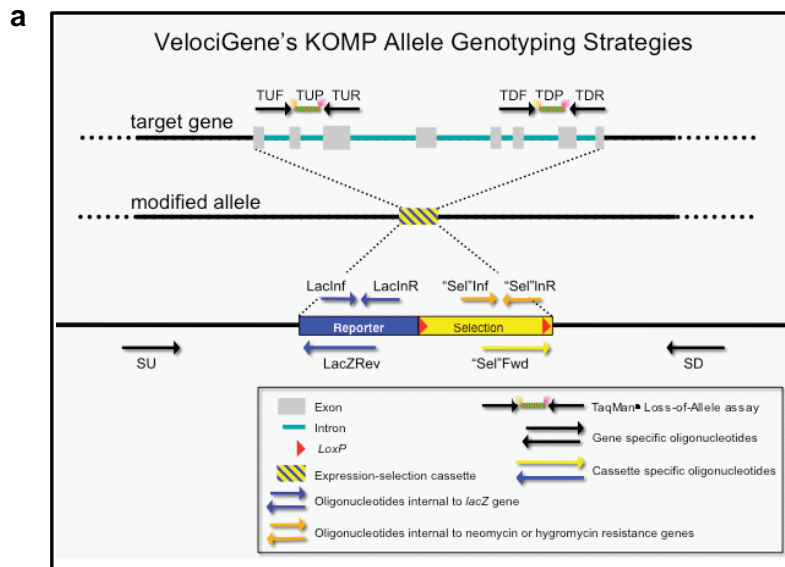 a
VelociGene's KOMP Allele Genotyping Strategies
TUF TUP TUR TDF TDP TDR
target gene
modified allele
LacInf LacInR "Sel"Inf "Sel"InR
Reporter Selection
SU LacZRev "Sel"Fwd SD
Exon
Intron
LoxP
Expression-selection cassette
Oligonucleotides internal to lacZ gene
Oligonucleotides internal to neomycin or hygromycin resistance genes
TaqMan Loss-of-Allele assay
Gene specific oligonucleotides
Cassette specific oligonucleotides